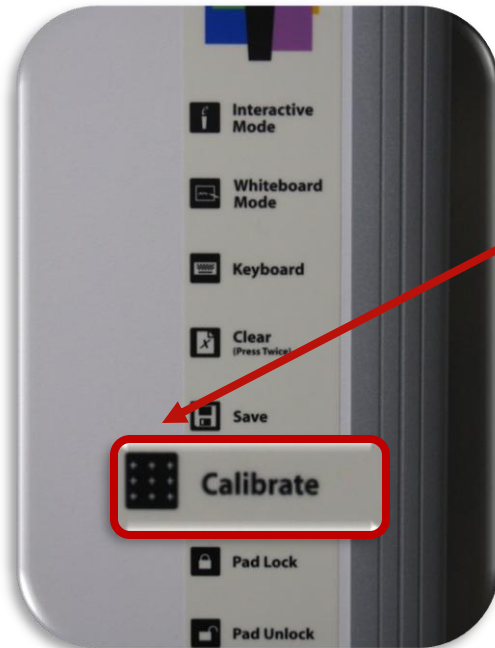 Interactive
Mode
Whiteboard
Mode
Keyboard
Clear
(Press Twice)
Save
Calibrate
Pad Lock
Pad Unlock